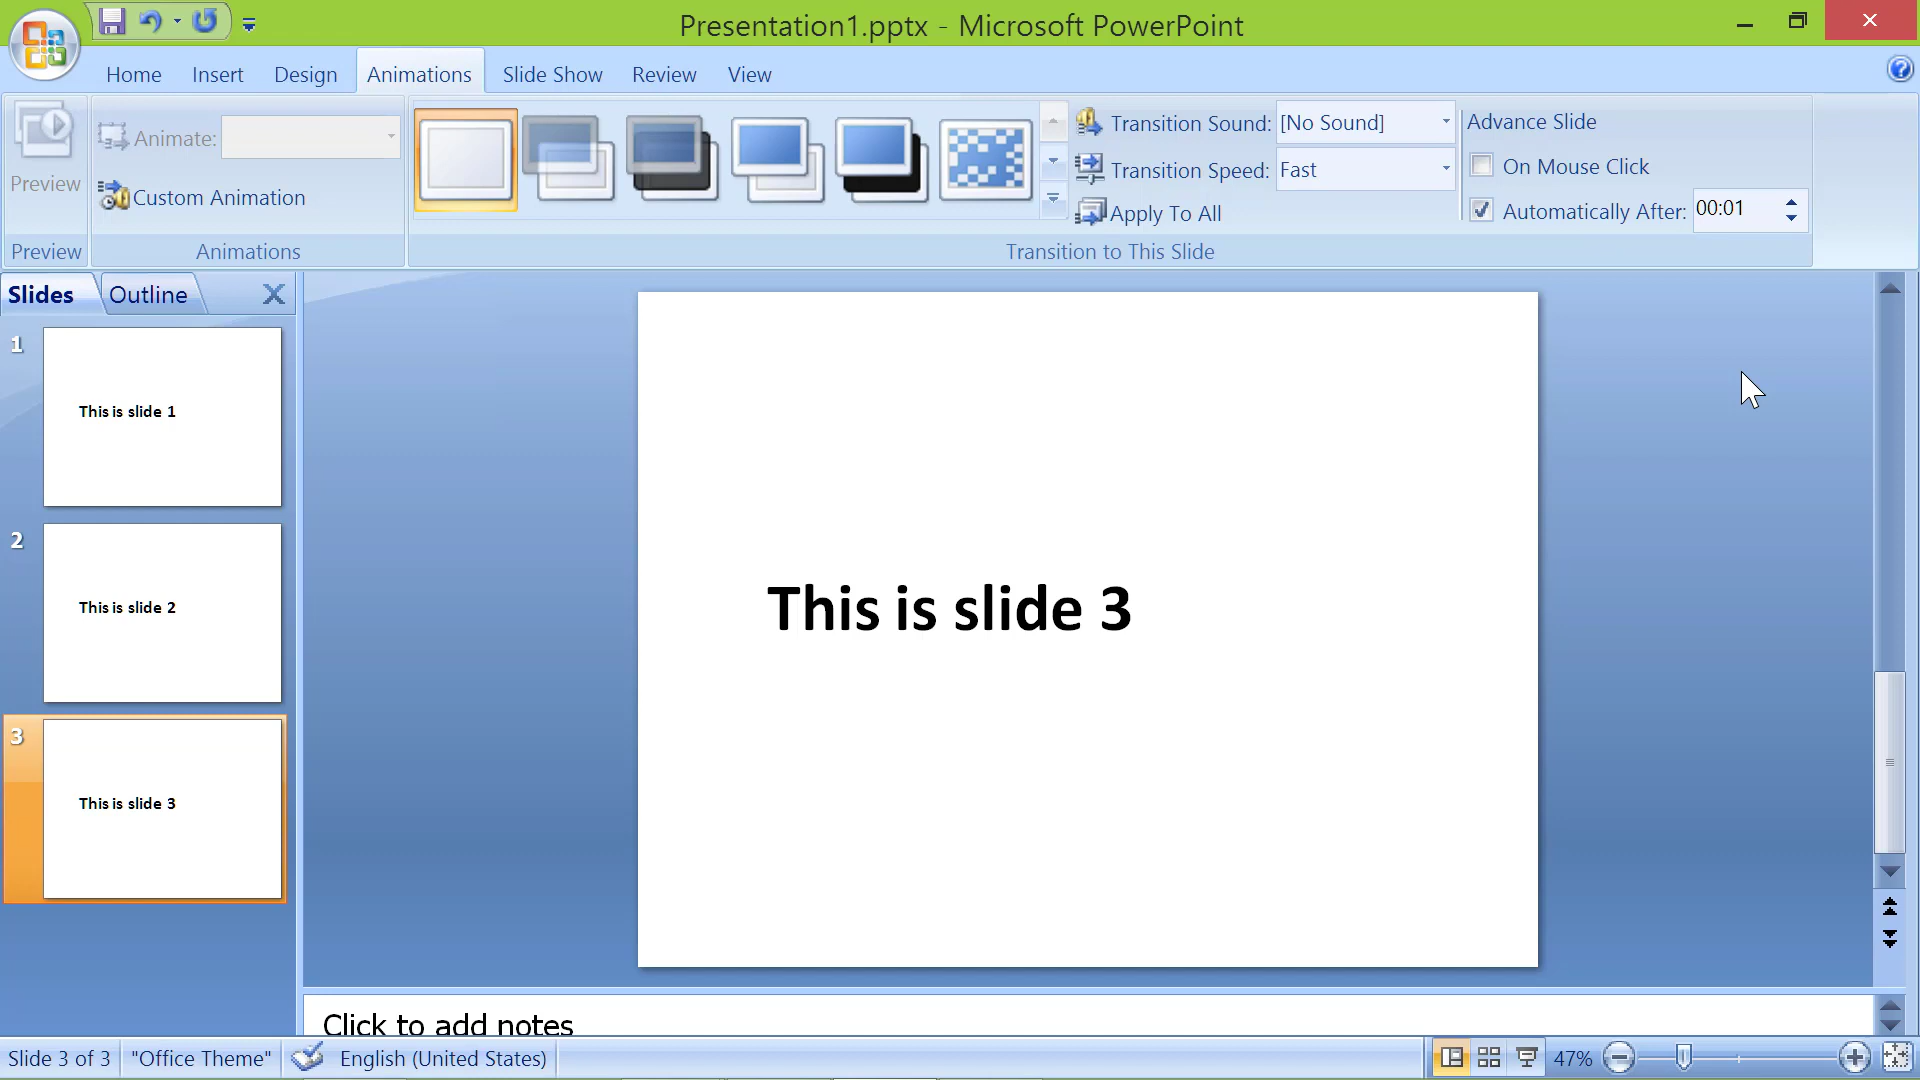 Presentation1.pptx - Microsoft PowerPoint
Home Insert Design Animations Slide Show Review View
Preview
Animate:
Custom Animation
Transition Sound: [No Sound]
Transition Speed: Fast
Apply To All
Advance Slide
On Mouse Click
Automatically After: 00:01
Preview Animations Transition to This Slide
Slides Outline
1
This is slide 1
2
This is slide 2
3
This is slide 3
This is slide 3
Click to add notes
Slide 3 of 3 "Office Theme" English (United States) 47%